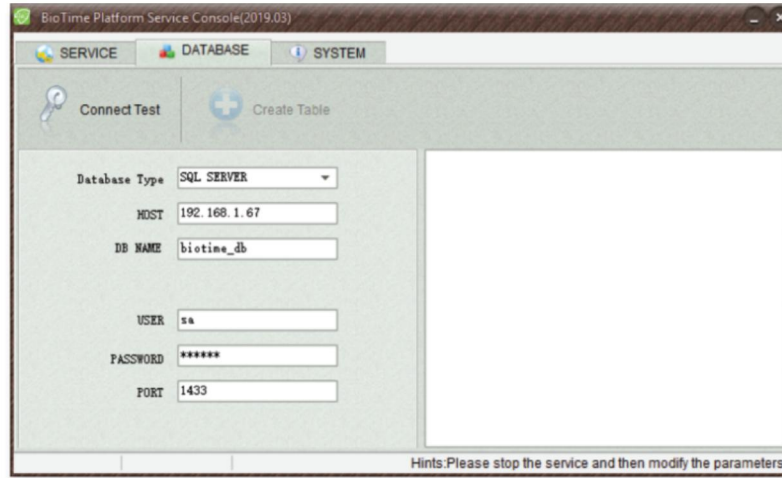 BioTime Platform Service Console(2019.03)
SERVICE DATABASE SYSTEM
Connect Test Create Table
Database Type SQL SERVER
HOST 192.168.1.67
DB NAME biotime_db
USER sa
PASSWORD ******
PORT 1433
Hints:Please stop the service and then modify the parameters